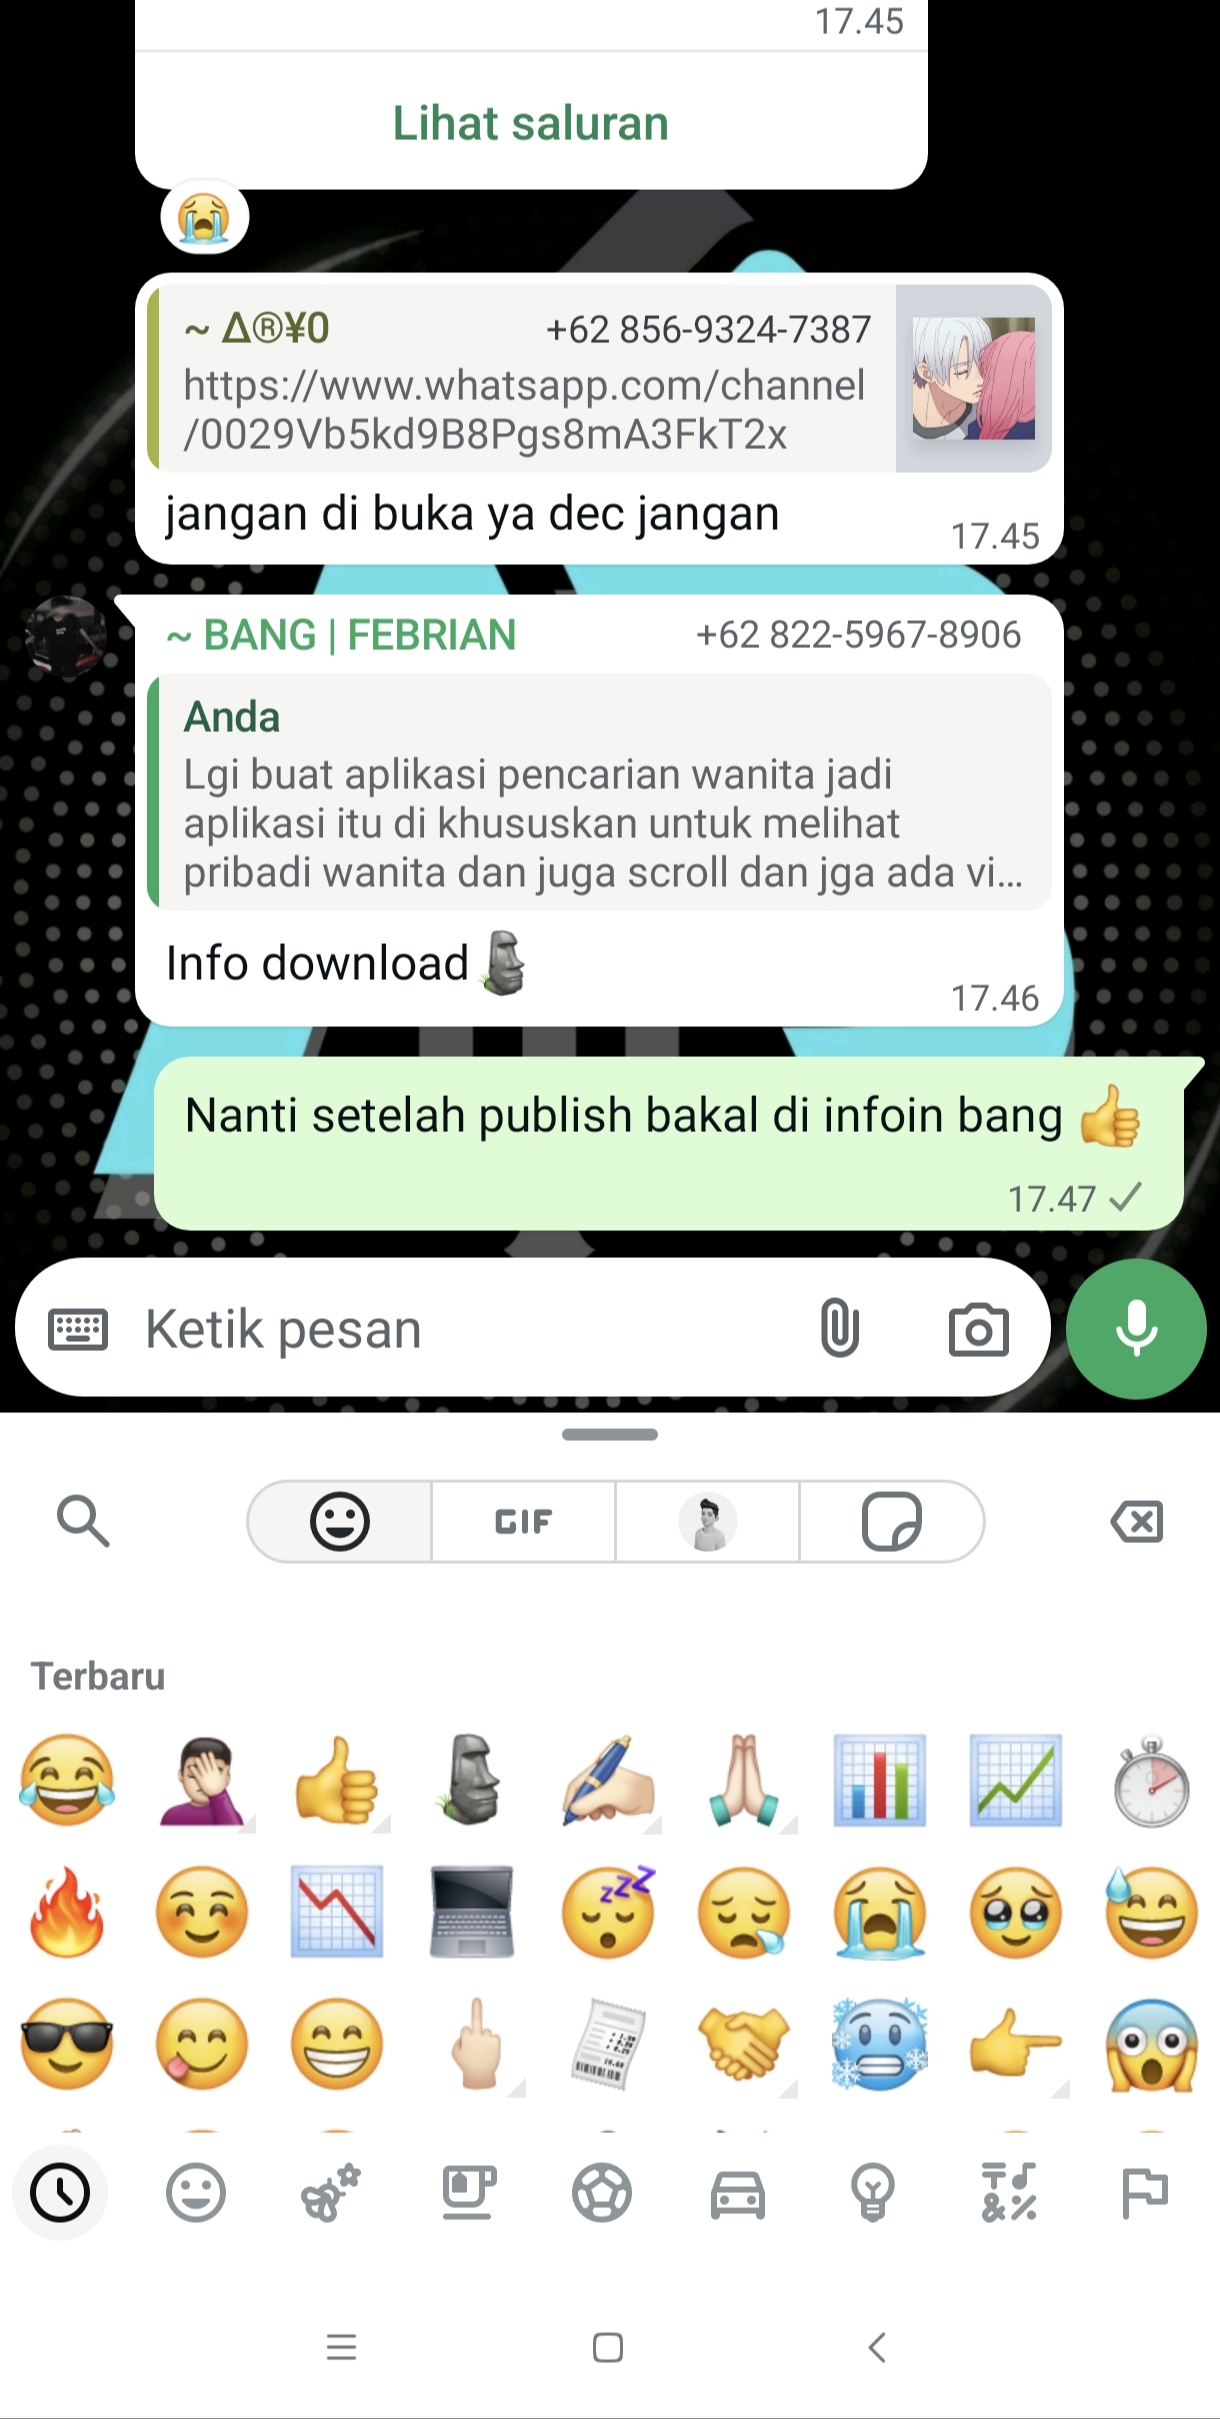 17.45
Lihat saluran
~ ∆®¥0 +62 856-9324-7387
https://www.whatsapp.com/channel
/0029Vb5kd9B8Pgs8mA3FkT2x
jangan di buka ya dec jangan
17.45
~ BANG | FEBRIAN +62 822-5967-8906
Anda
Lgi buat aplikasi pencarian wanita jadi
aplikasi itu di khususkan untuk melihat
pribadi wanita dan juga scroll dan jga ada vi...
Info download🗿
17.46
Nanti setelah publish bakal di infoin bang 👍
17.47
Ketik pesan
GIF
Terbaru